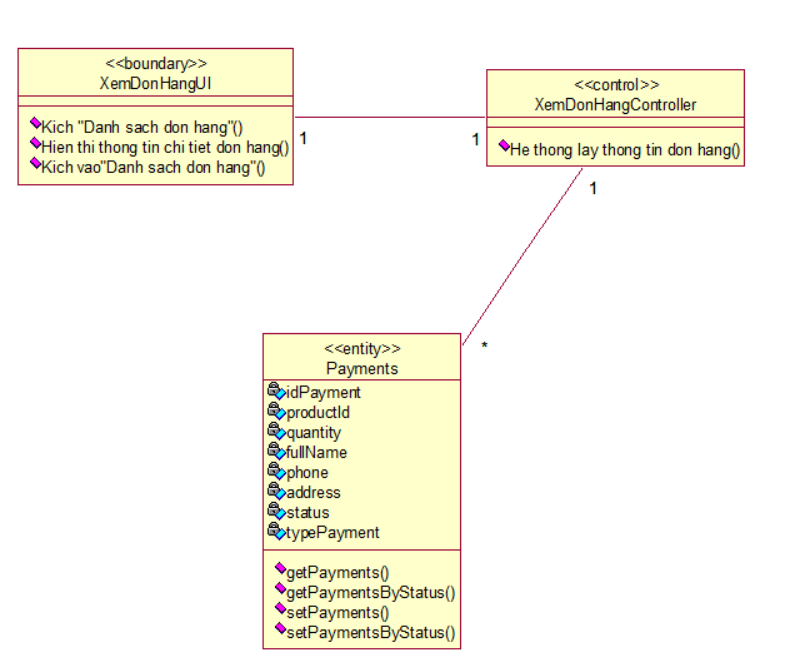 <<boundary>>
XemDonHangUI
Kich "Danh sach don hang"()
Hien thi thong tin chi tiet don hang()
Kich vao"Danh sach don hang"()
1
1
<<control>>
XemDonHangController
He thong lay thong tin don hang()
1
*
<<entity>>
Payments
idPayment
productId
quantity
fullName
phone
address
status
typePayment
getPayments()
getPaymentsByStatus()
setPayments()
setPaymentsByStatus()